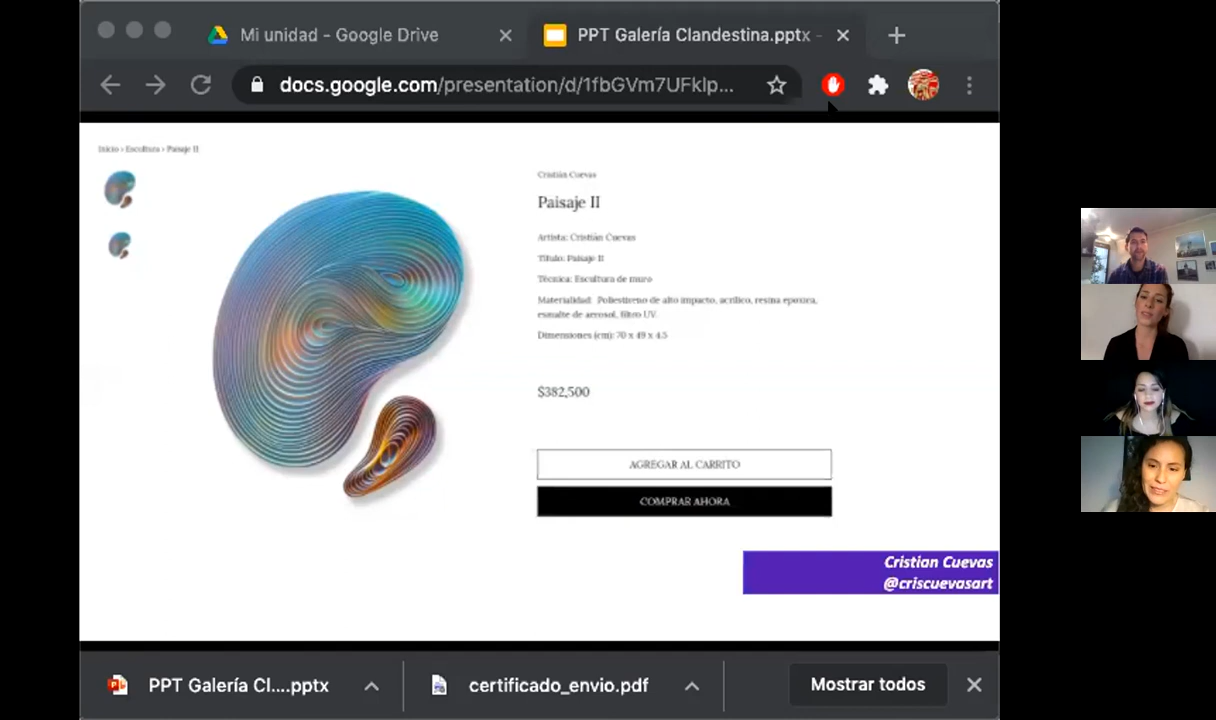 Mi unidad - Google Drive
PPT Galería Clandestina.pptx -
docs.google.com/presentation/d/1fbGVm7UFklp...
Inicio > Escultura > Paisaje II
Cristián Cuevas
Paisaje II
Artista: Cristián Cuevas
Título: Paisaje II
Técnica: Escultura de muro
Materialidad: Poliestireno de alto impacto, acrílico, resina epoxica,
esmalte de aerosol, filtro UV.
Dimensiones (cm): 70 x 49 x 4.5
$382,500
AGREGAR AL CARRITO
COMPRAR AHORA
Cristian Cuevas
@criscuevasart
PPT Galería Cl....pptx
certificado_envio.pdf
Mostrar todos